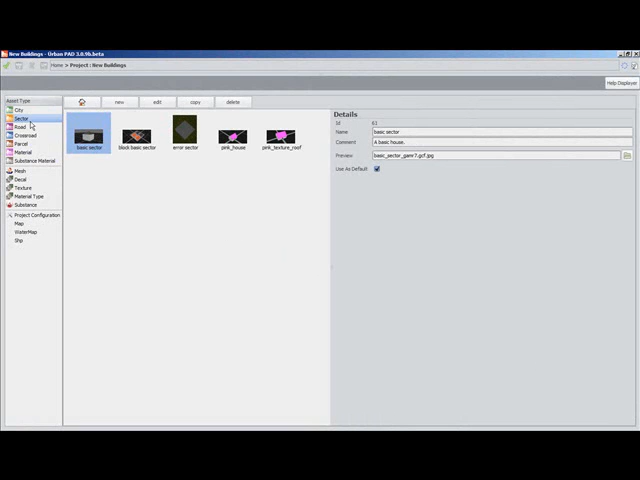 New Buildings - Urban PAD 3.0.9b.beta
Home > Project : New Buildings
Help Displayer
Asset Type
new
edit
copy
delete
City
Sector
Road
Crossroad
Parcel
Material
Substance Material
Mesh
Decal
Texture
Material Type
Substance
Project Configuration
Map
WaterMap
Shp
basic sector
block basic sector
error sector
pink_house
pink_texture_roof
Details
Id 61
Name basic sector
Comment A basic house.
Preview
Use As Default